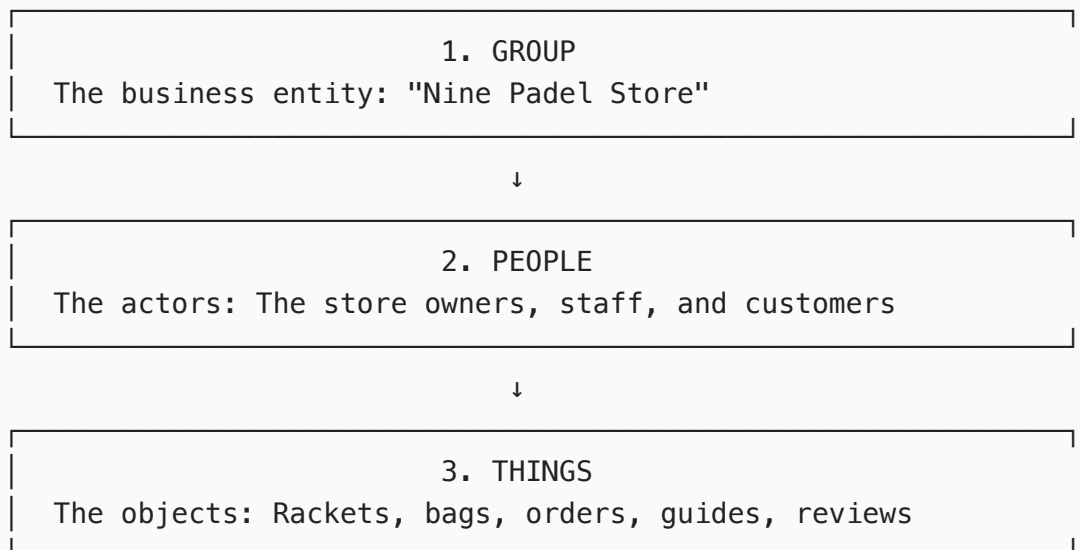 1. GROUP
The business entity: "Nine Padel Store"
↓
2. PEOPLE
The actors: The store owners, staff, and customers
↓
3. THINGS
The objects: Rackets, bags, orders, guides, reviews